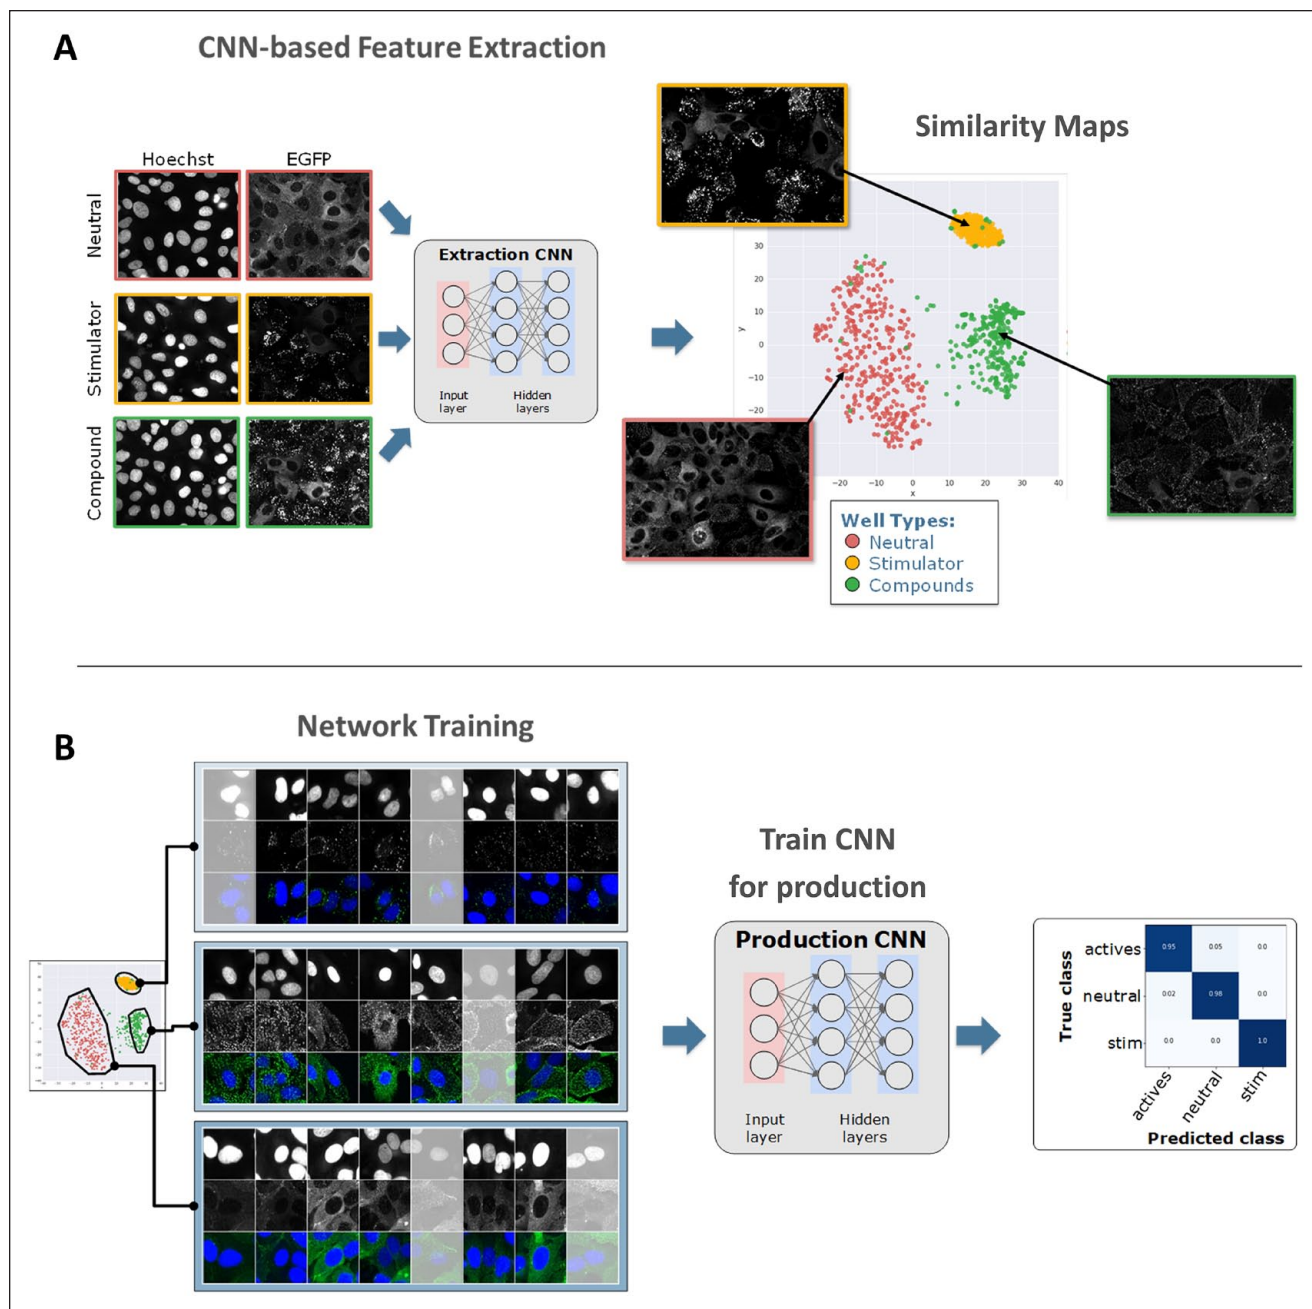 A
CNN-based Feature Extraction
Similarity Maps
Hoechst
EGFP
Neutral
Stimulator
Compound
Extraction CNN
Input
layer
Hidden
layers
30
20
10
0
−10
−20
y
−20
−10
0
10
20
30
40
x
Well Types:
Neutral
Stimulator
Compounds
B
Network Training
Train CNN
for production
Production CNN
Input
layer
Hidden
layers
True class
actives
0.95
0.05
0.0
neutral
0.02
0.98
0.0
stim
0.0
0.0
1.0
actives
neutral
stim
Predicted class